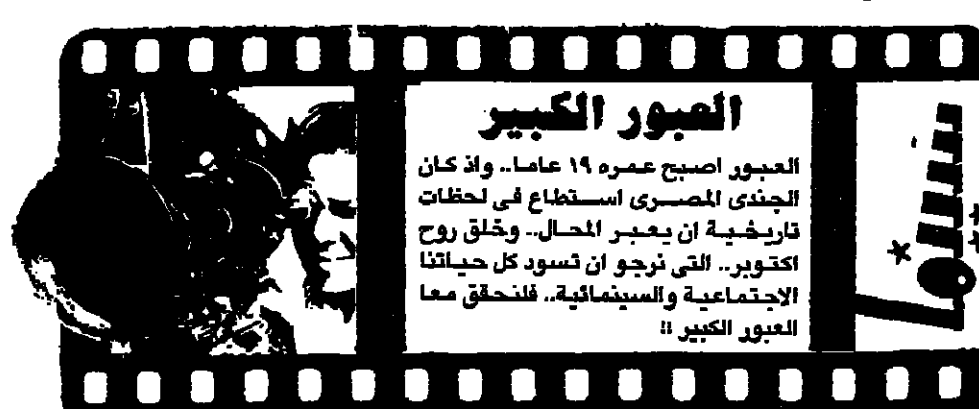 سينما
العبور الكبير
العبور اصبح عمره ١٩ عاما.. واذ كان
الجندى المصرى استطاع فى لحظات
تاريخية ان يعبر المحال.. وخلق روح
اكتوبر.. التى نرجو ان تسود كل حياتنا
الاجتماعية والسينمائية.. فلنحقق معا
العبور الكبير !!